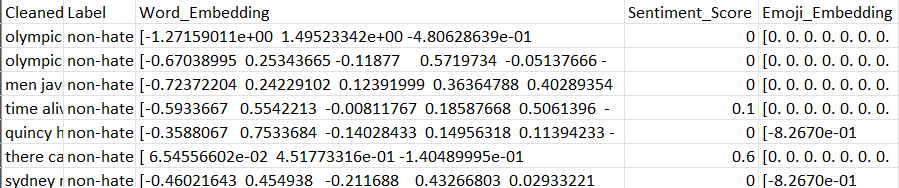 Cleaned Label Word_Embedding Sentiment_Score Emoji_Embedding
olympic non-hate [-1.27159011e+00 1.49523342e+00 -4.80628639e-01 0 [0. 0. 0. 0. 0. 0. 0.
olympic non-hate [-0.67038995 0.25343665 -0.11877 0.5719734 -0.05137666 - 0 [0. 0. 0. 0. 0. 0. 0.
men jav non-hate [-0.72372204 0.24229102 0.12391999 0.36364788 0.40289354 0 [0. 0. 0. 0. 0. 0. 0.
time aliv non-hate [-0.5933667 0.5542213 -0.00811767 0.18587668 0.5061396 - 0.1 [0. 0. 0. 0. 0. 0. 0.
quincy h non-hate [-0.3588067 0.7533684 -0.14028433 0.14956318 0.11394233 - 0 [-8.2670e-01
there ca non-hate [ 6.54556602e-02 4.51773316e-01 -1.40489995e-01 0.6 [0. 0. 0. 0. 0. 0. 0.
sydney r non-hate [-0.46021643 0.454938 -0.211688 0.43266803 0.02933221 0 [-8.2670e-01